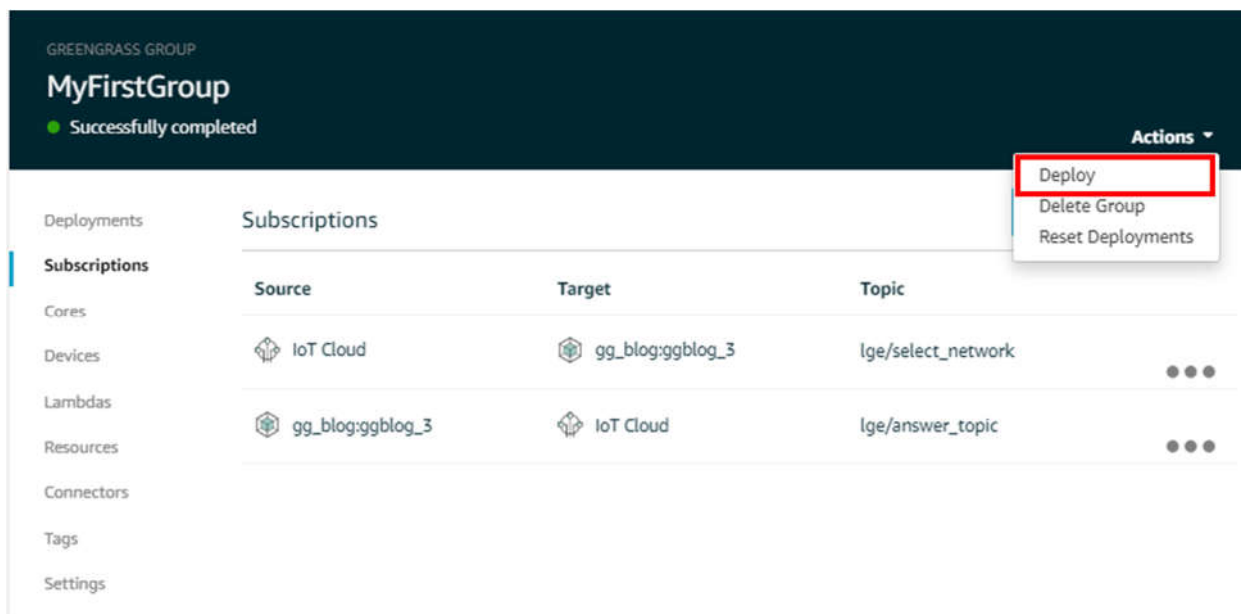 GREENGRASS GROUP
MyFirstGroup
Successfully completed
Actions
Deploy
Delete Group
Reset Deployments
Deployments
Subscriptions
Cores
Devices
Lambdas
Resources
Connectors
Tags
Settings
Subscriptions
Source Target Topic
IoT Cloud gg_blog:ggblog_3 lge/select_network
gg_blog:ggblog_3 IoT Cloud lge/answer_topic